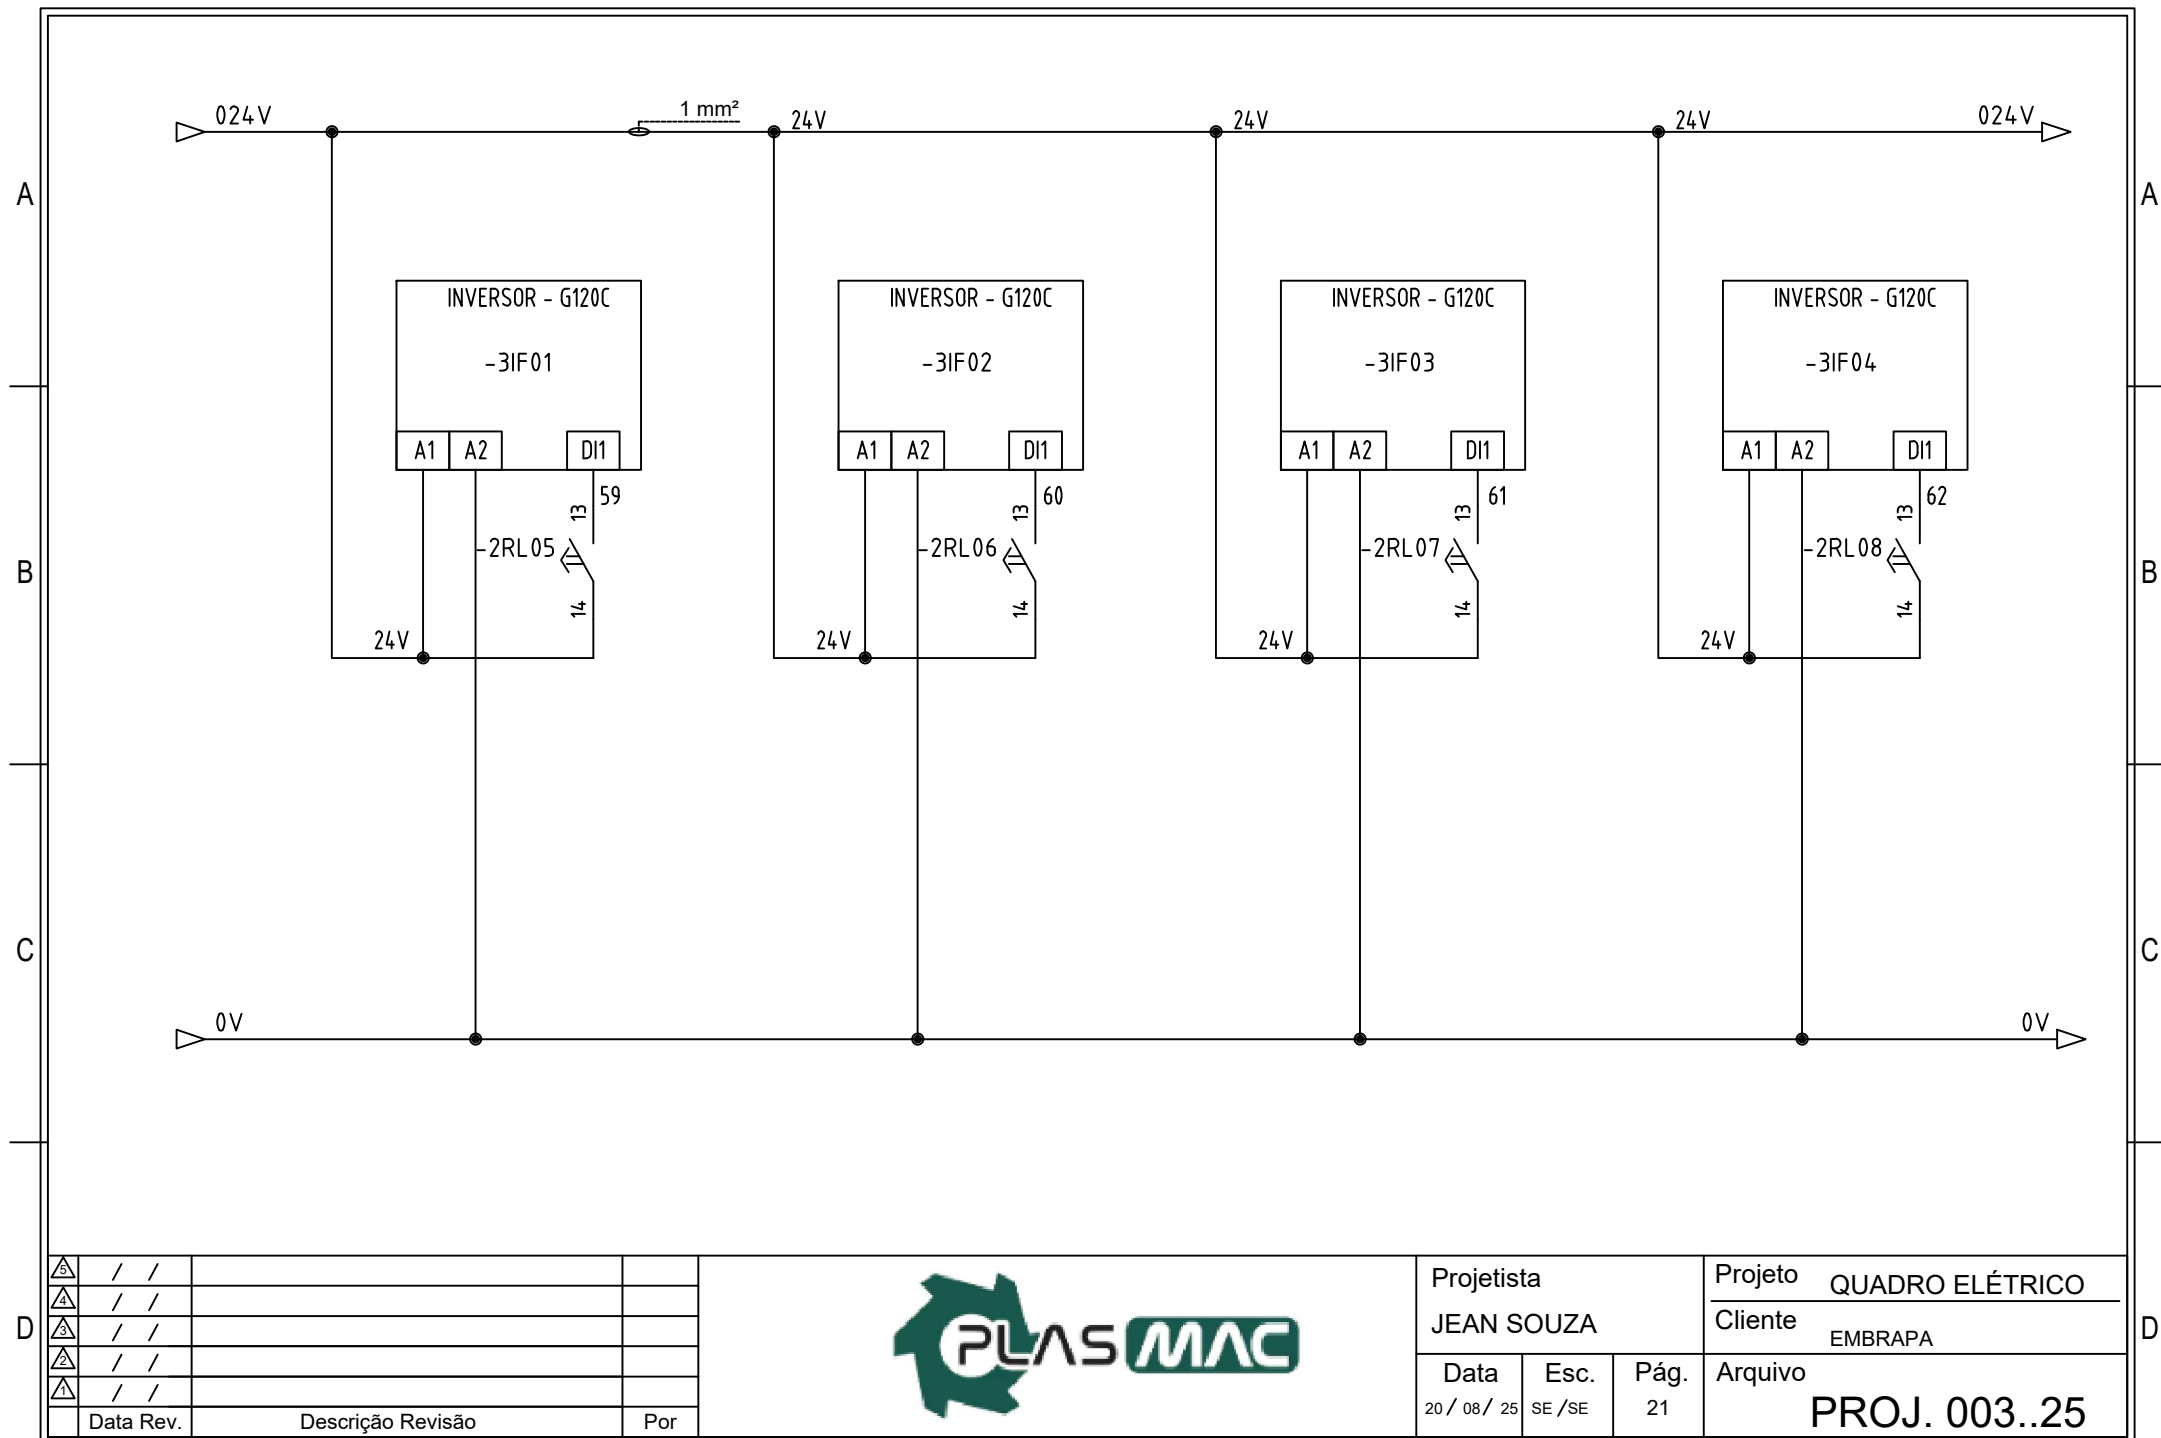 024V
1 mm²
24V
24V
24V
024V
A
A
INVERSOR - G120C
INVERSOR - G120C
INVERSOR - G120C
INVERSOR - G120C
-3IF01
-3IF02
-3IF03
-3IF04
A1 A2 DI1
A1 A2 DI1
A1 A2 DI1
A1 A2 DI1
13 59
13 60
13 61
13 62
-2RL05
-2RL06
-2RL07
-2RL08
B
B
14
14
14
14
24V
24V
24V
24V
C
C
0V
0V
5 / /
4 / /
3 / /
2 / /
1 / /
Data Rev. Descrição Revisão Por
D
D
PLASMAC
Projetista
JEAN SOUZA
Projeto QUADRO ELÉTRICO
Cliente EMBRAPA
Data Esc. Pág.
20 / 08 / 25 SE / SE 21
Arquivo
PROJ. 003..25